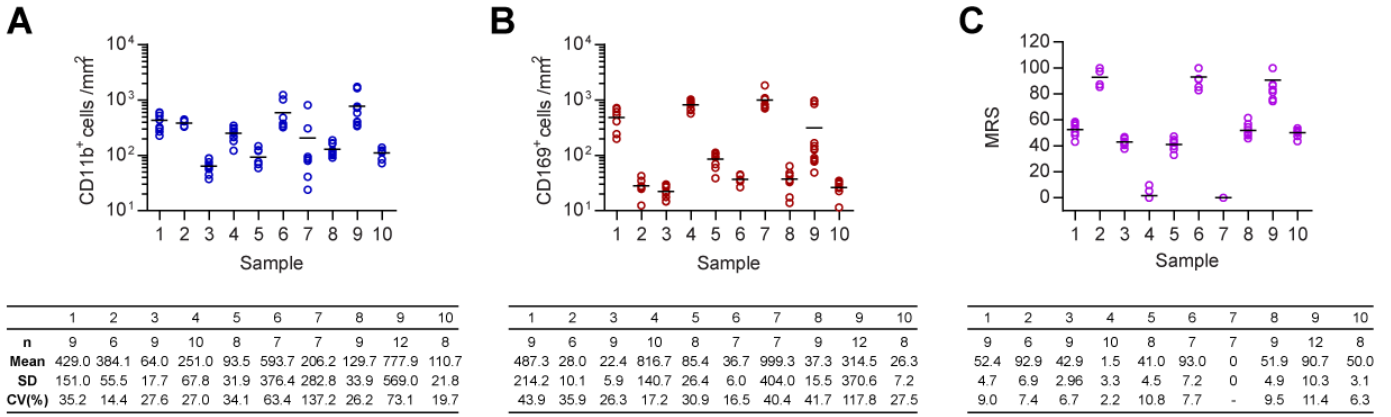 A
10⁴
10³
10²
10¹
CD11b⁺ cells /mm²
1 2 3 4 5 6 7 8 9 10
Sample
1 2 3 4 5 6 7 8 9 10
n 9 6 9 10 8 7 7 8 12 8
Mean 429.0 384.1 64.0 251.0 93.5 593.7 206.2 129.7 777.9 110.7
SD 151.0 55.5 17.7 67.8 31.9 376.4 282.8 33.9 569.0 21.8
CV(%) 35.2 14.4 27.6 27.0 34.1 63.4 137.2 26.2 73.1 19.7
B
10⁴
10³
10²
10¹
CD169⁺ cells /mm²
1 2 3 4 5 6 7 8 9 10
Sample
1 2 3 4 5 6 7 8 9 10
9 6 9 10 8 7 7 8 12 8
487.3 28.0 22.4 816.7 85.4 36.7 999.3 37.3 314.5 26.3
214.2 10.1 5.9 140.7 26.4 6.0 404.0 15.5 370.6 7.2
43.9 35.9 26.3 17.2 30.9 16.5 40.4 41.7 117.8 27.5
C
120
100
80
60
40
20
0
MRS
1 2 3 4 5 6 7 8 9 10
Sample
1 2 3 4 5 6 7 8 9 10
9 6 9 10 8 7 7 8 12 8
52.4 92.9 42.9 1.5 41.0 93.0 0 51.9 90.7 50.0
4.7 6.9 2.96 3.3 4.5 7.2 0 4.9 10.3 3.1
9.0 7.4 6.7 2.2 10.8 7.7 - 9.5 11.4 6.3